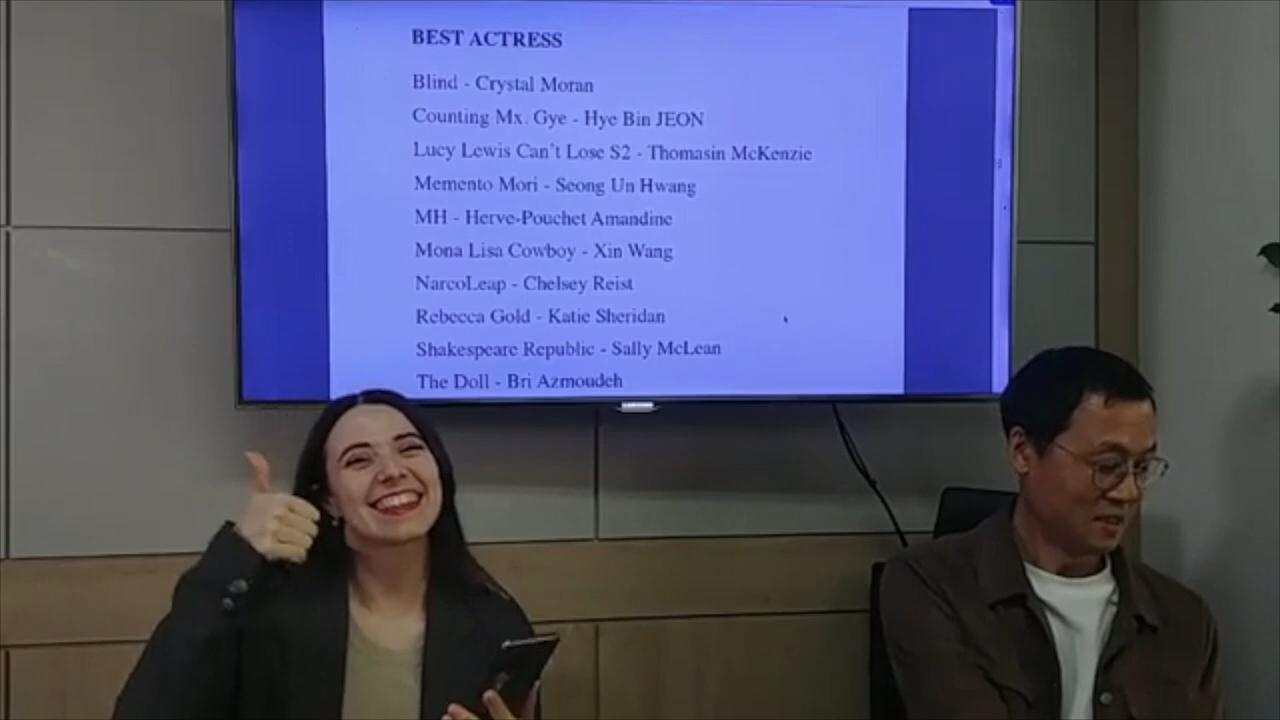 BEST ACTRESS
Blind - Crystal Moran
Counting Mx. Gye - Hye Bin JEON
Lucy Lewis Can't Lose S2 - Thomasin McKenzie
Memento Mori - Seong Un Hwang
MH - Herve-Pouchet Amandine
Mona Lisa Cowboy - Xin Wang
NarcoLeap - Chelsey Reist
Rebecca Gold - Katie Sheridan
Shakespeare Republic - Sally McLean
The Doll - Bri Azmoudeh